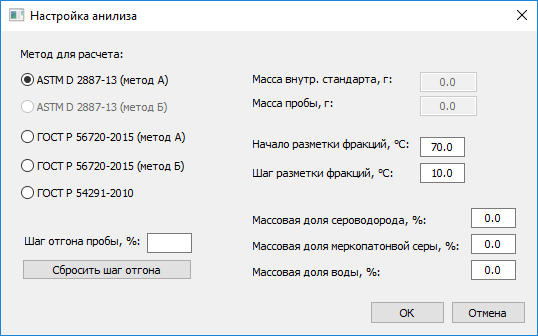 Настройка анилиза
Метод для расчета:
ASTM D 2887-13 (метод А)
ASTM D 2887-13 (метод Б)
ГОСТ Р 56720-2015 (метод А)
ГОСТ Р 56720-2015 (метод Б)
ГОСТ Р 54291-2010
Шаг отгона пробы, %:
Сбросить шаг отгона
Масса внутр. стандарта, г: 0.0
Масса пробы, г: 0.0
Начало разметки фракций, °С: 70.0
Шаг разметки фракций, °С: 10.0
Массовая доля сероводорода, %: 0.0
Массовая доля меркопатонвой серы, %: 0.0
Массовая доля воды, %: 0.0
ОК
Отмена